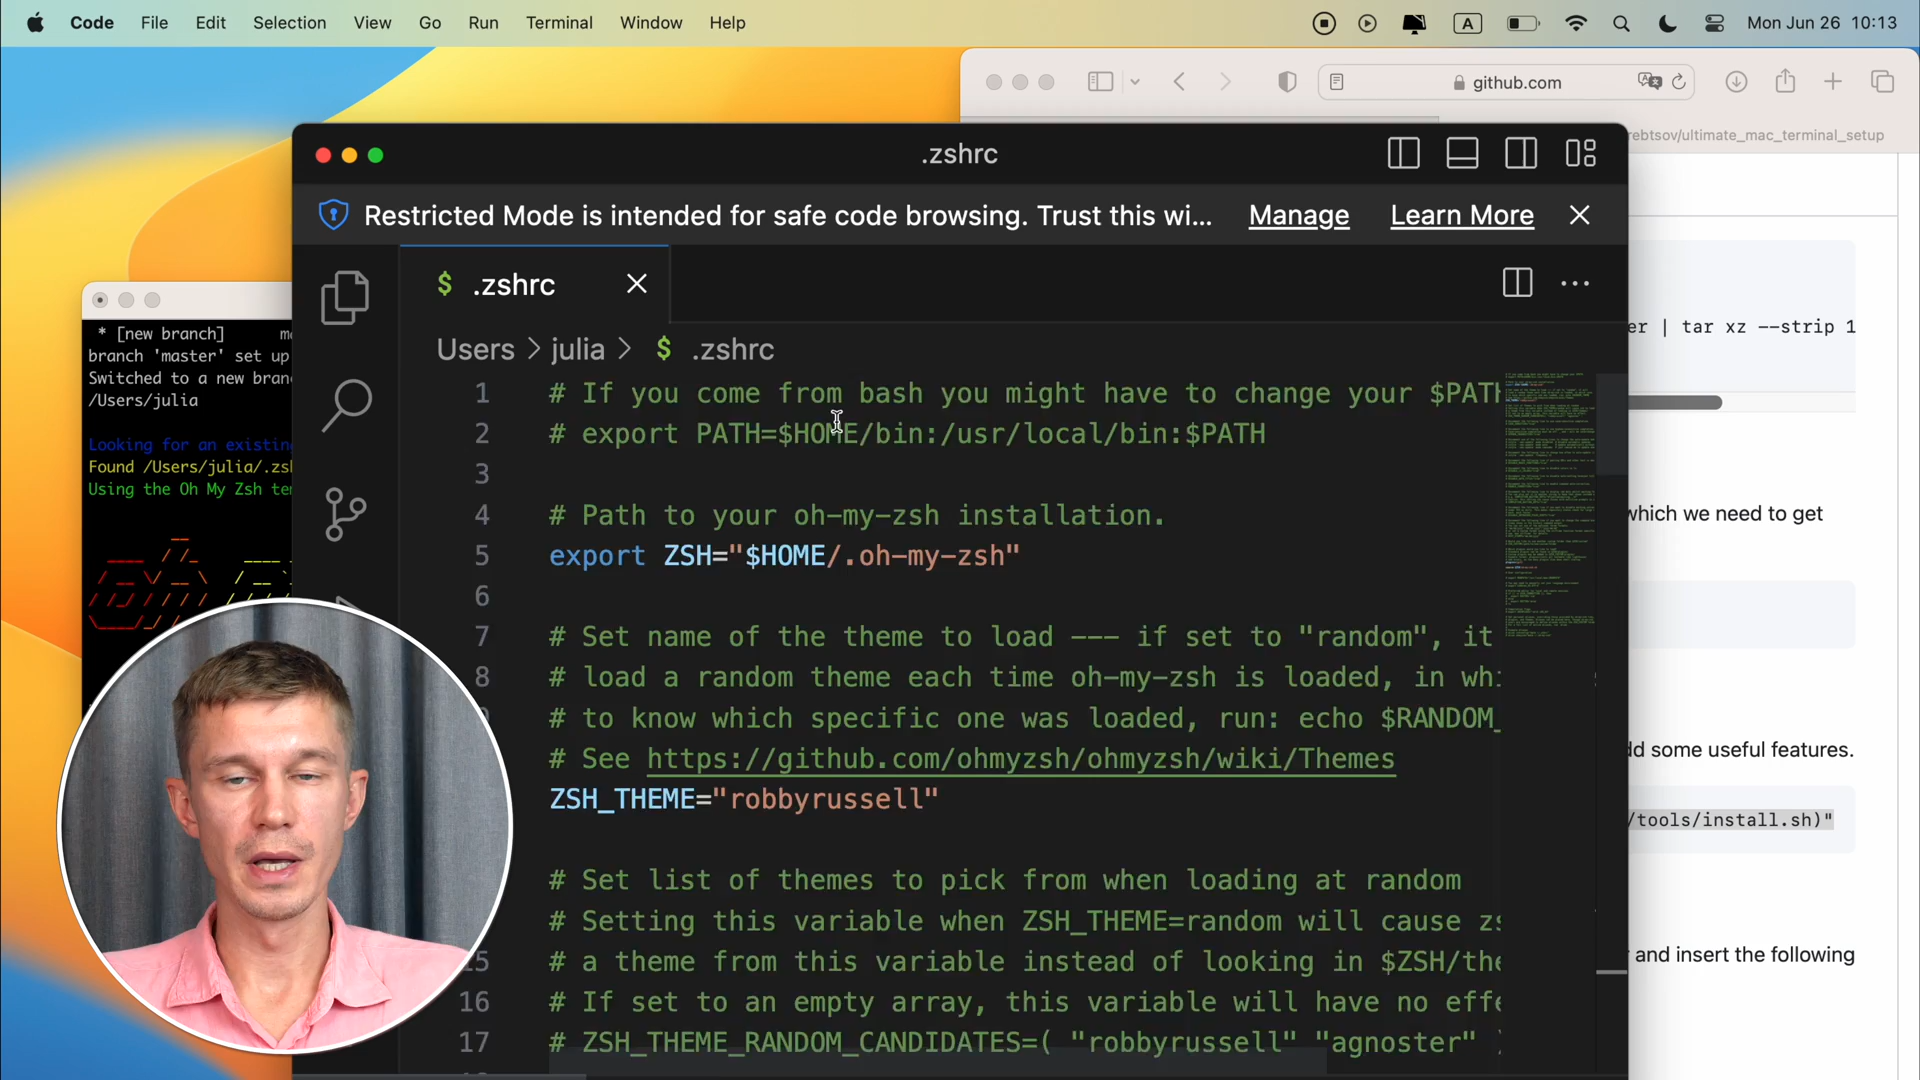 Code File Edit Selection View Go Run Terminal Window Help A Mon Jun 26 10:13
github.com
rebtsov/ultimate_mac_terminal_setup
.zshrc
Restricted Mode is intended for safe code browsing. Trust this wi... Manage Learn More
$ .zshrc
Users > julia > $ .zshrc
1 # If you come from bash you might have to change your $PATH
2 # export PATH=$HOME/bin:/usr/local/bin:$PATH
3
4 # Path to your oh-my-zsh installation.
5 export ZSH="$HOME/.oh-my-zsh"
6
7 # Set name of the theme to load --- if set to "random", it
8 # load a random theme each time oh-my-zsh is loaded, in whi
# to know which specific one was loaded, run: echo $RANDOM_
# See https://github.com/ohmyzsh/ohmyzsh/wiki/Themes
ZSH_THEME="robbyrussell"
# Set list of themes to pick from when loading at random
# Setting this variable when ZSH_THEME=random will cause zs
15 # a theme from this variable instead of looking in $ZSH/the
16 # If set to an empty array, this variable will have no effe
17 # ZSH_THEME_RANDOM_CANDIDATES=( "robbyrussell" "agnoster" )
* [new branch] ma
branch 'master' set up
Switched to a new bran
/Users/julia
Looking for an existing
Found /Users/julia/.zsh
Using the Oh My Zsh te
er | tar xz --strip 1
which we need to get
dd some useful features.
/tools/install.sh)"
and insert the following